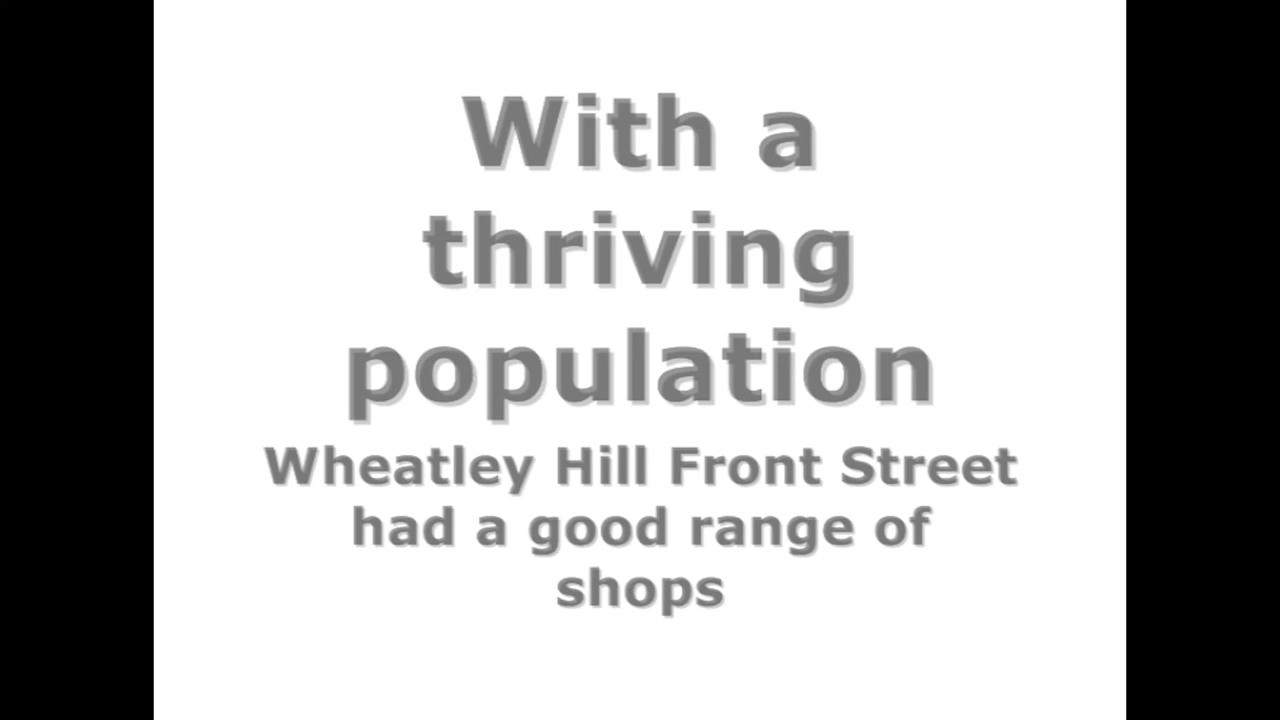 With a
thriving
population
Wheatley Hill Front Street
had a good range of
shops